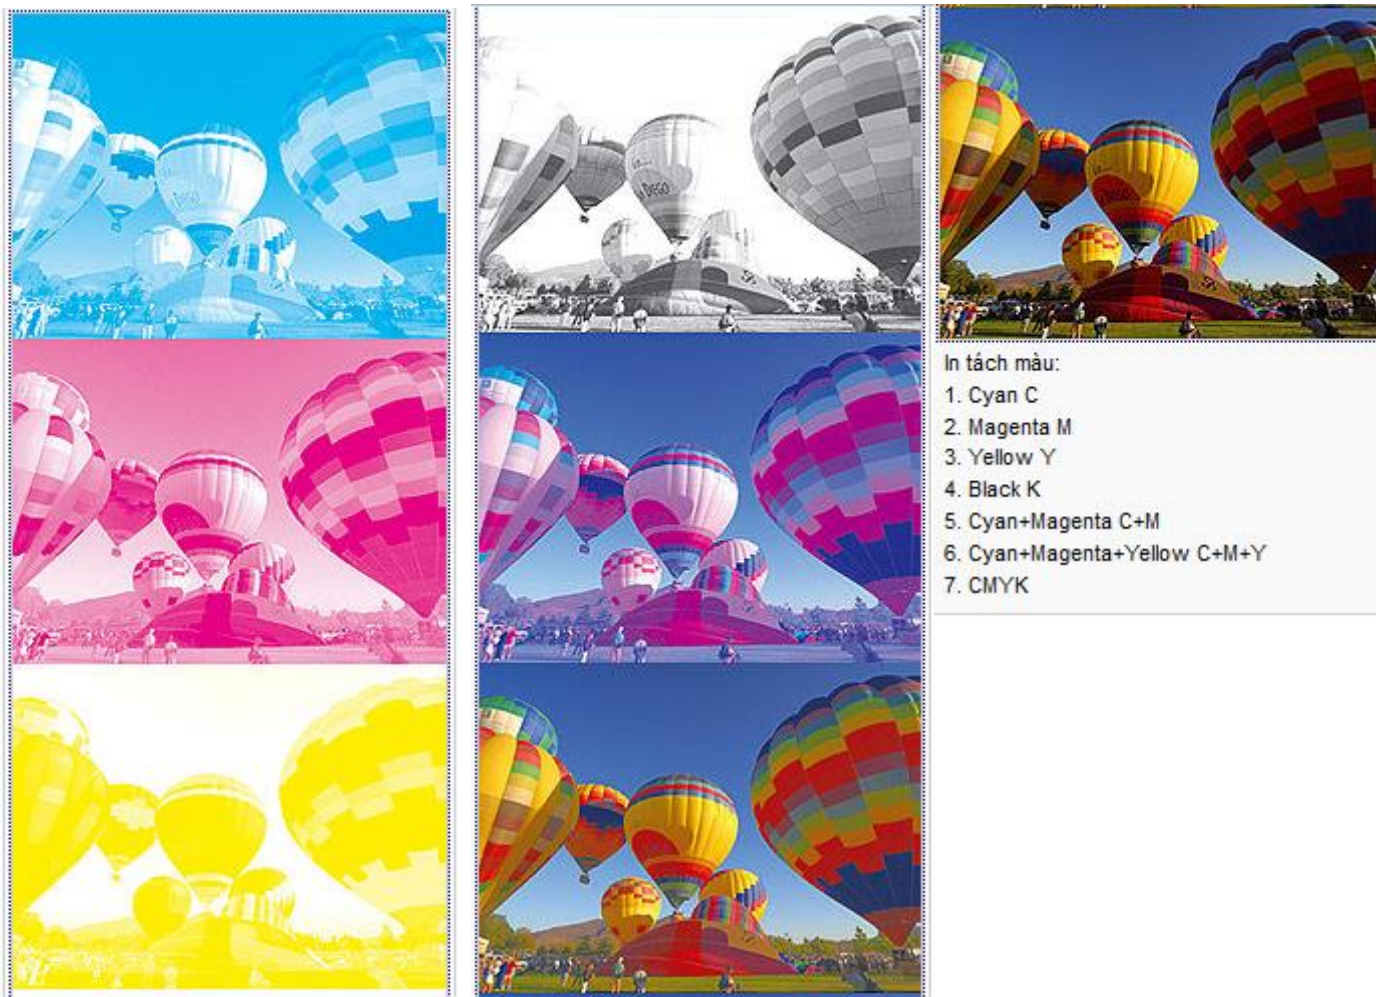 DIEGO
In tách màu:
1. Cyan C
2. Magenta M
3. Yellow Y
4. Black K
5. Cyan+Magenta C+M
6. Cyan+Magenta+Yellow C+M+Y
7. CMYK